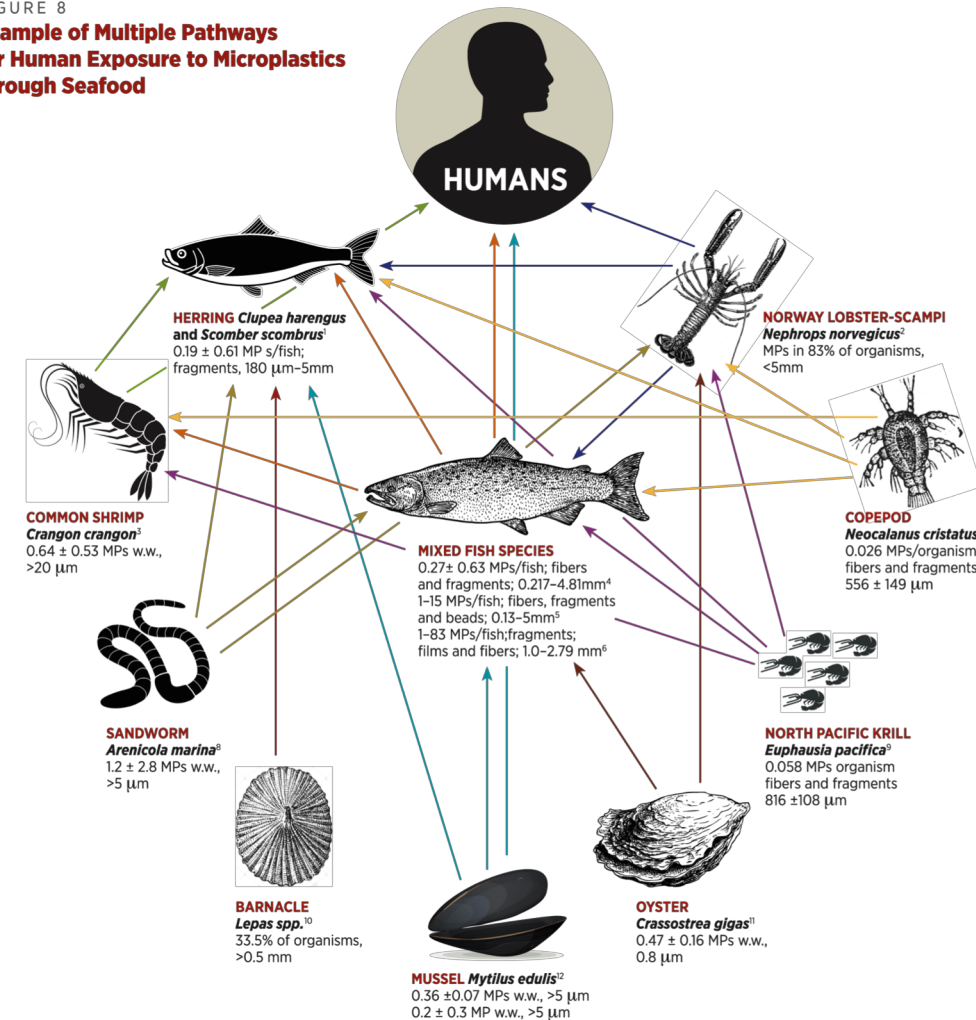 GURE 8
ample of Multiple Pathways
r Human Exposure to Microplastics
rough Seafood
HUMANS
HERRING Clupea harengus
and Scomber scombrus1
0.19 ± 0.61 MP s/fish;
fragments, 180 µm–5mm
NORWAY LOBSTER-SCAMPI
Nephrops norvegicus2
MPs in 83% of organisms,
<5mm
COMMON SHRIMP
Crangon crangon3
0.64 ± 0.53 MPs w.w.,
>20 µm
MIXED FISH SPECIES
0.27± 0.63 MPs/fish; fibers
and fragments; 0.217–4.81mm4
1–15 MPs/fish; fibers, fragments
and beads; 0.13–5mm5
1–83 MPs/fish;fragments;
films and fibers; 1.0–2.79 mm6
COPEPOD
Neocalanus cristatus
0.026 MPs/organism
fibers and fragments
556 ± 149 µm
SANDWORM
Arenicola marina8
1.2 ± 2.8 MPs w.w.,
>5 µm
NORTH PACIFIC KRILL
Euphausia pacifica9
0.058 MPs organism
fibers and fragments
816 ±108 µm
BARNACLE
Lepas spp.10
33.5% of organisms,
>0.5 mm
OYSTER
Crassostrea gigas11
0.47 ± 0.16 MPs w.w.,
0.8 µm
MUSSEL Mytilus edulis12
0.36 ±0.07 MPs w.w., >5 µm
0.2 ± 0.3 MP w.w., >5 µm